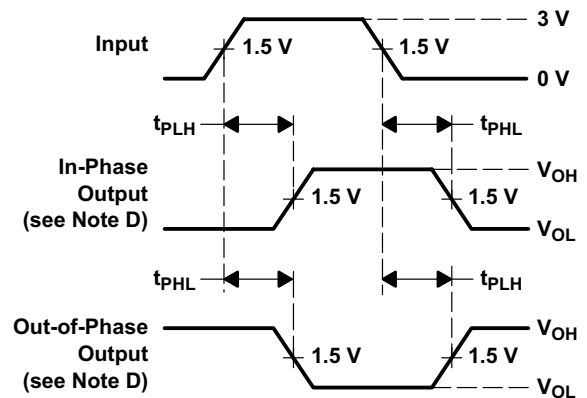 3 V
Input
1.5 V
1.5 V
0 V
tPLH
tPHL
In-Phase
Output
(see Note D)
VOH
1.5 V
1.5 V
VOL
tPHL
tPLH
Out-of-Phase
Output
(see Note D)
VOH
1.5 V
1.5 V
VOL